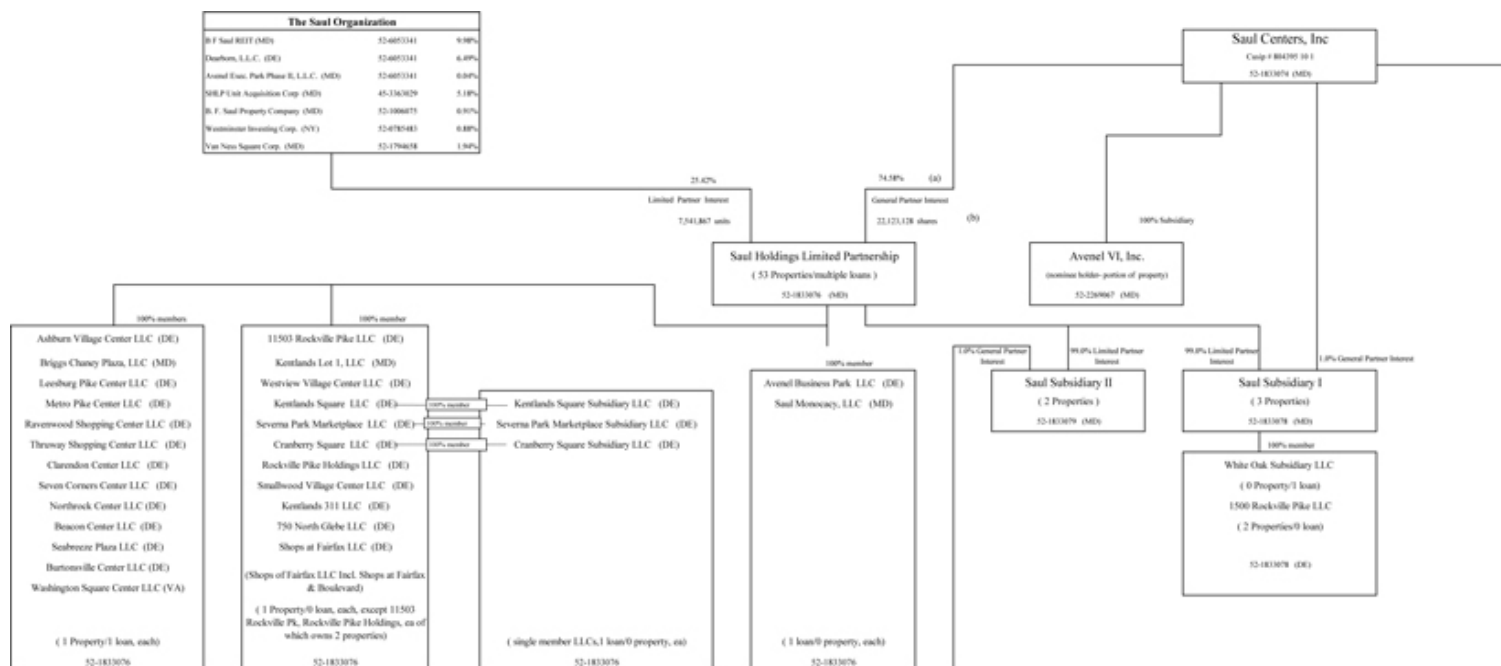 The Saul Organization
B F Saul REIT (MD) 52-6053341 9.98%
Dearborn, L.L.C. (DE) 52-6053341 6.49%
Avenel Exec. Park Phase II, L.L.C. (MD) 52-6053341 0.04%
SHLP Unit Acquisition Corp (MD) 45-3363029 5.18%
B. F. Saul Property Company (MD) 52-1006075 0.91%
Westminster Investing Corp. (NY) 52-0785483 0.88%
Van Ness Square Corp. (MD) 52-1794658 1.94%
Saul Centers, Inc
Cusip # 804395 10 1
52-1833074 (MD)
25.42%
Limited Partner Interest
7,541,867 units
74.58% (a)
General Partner Interest
22,123,128 shares (b)
100% Subsidiary
Saul Holdings Limited Partnership
( 53 Properties/multiple loans )
52-1833076 (MD)
Avenel VI, Inc.
(nominee holder- portion of property)
52-2269067 (MD)
100% members
Ashburn Village Center LLC (DE)
Briggs Chaney Plaza, LLC (MD)
Leesburg Pike Center LLC (DE)
Metro Pike Center LLC (DE)
Ravenwood Shopping Center LLC (DE)
Thruway Shopping Center LLC (DE)
Clarendon Center LLC (DE)
Seven Corners Center LLC (DE)
Northrock Center LLC (DE)
Beacon Center LLC (DE)
Seabreeze Plaza LLC (DE)
Burtonsville Center LLC (DE)
Washington Square Center LLC (VA)
( 1 Property/1 loan, each)
52-1833076
100% member
11503 Rockville Pike LLC (DE)
Kentlands Lot 1, LLC (MD)
Westview Village Center LLC (DE)
Kentlands Square LLC (DE)
Severna Park Marketplace LLC (DE)
Cranberry Square LLC (DE)
Rockville Pike Holdings LLC (DE)
Smallwood Village Center LLC (DE)
Kentlands 311 LLC (DE)
750 North Glebe LLC (DE)
Shops at Fairfax LLC (DE)
(Shops of Fairfax LLC Incl. Shops at Fairfax
& Boulevard)
( 1 Property/0 loan, each, except 11503
Rockville Pk, Rockville Pike Holdings, ea of
which owns 2 properties)
52-1833076
100% member
100% member
100% member
Kentlands Square Subsidiary LLC (DE)
Severna Park Marketplace Subsidiary LLC (DE)
Cranberry Square Subsidiary LLC (DE)
( single member LLCs,1 loan/0 property, ea)
52-1833076
100% member
Avenel Business Park LLC (DE)
Saul Monocacy, LLC (MD)
( 1 loan/0 property, each)
52-1833076
1.0% General Partner
Interest
99.0% Limited Partner
Interest
Saul Subsidiary II
( 2 Properties )
52-1833079 (MD)
99.0% Limited Partner
Interest
1.0% General Partner Interest
Saul Subsidiary I
( 3 Properties)
52-1833078 (MD)
100% member
White Oak Subsidiary LLC
( 0 Property/1 loan)
1500 Rockville Pike LLC
( 2 Properties/0 loan)
52-1833078 (DE)